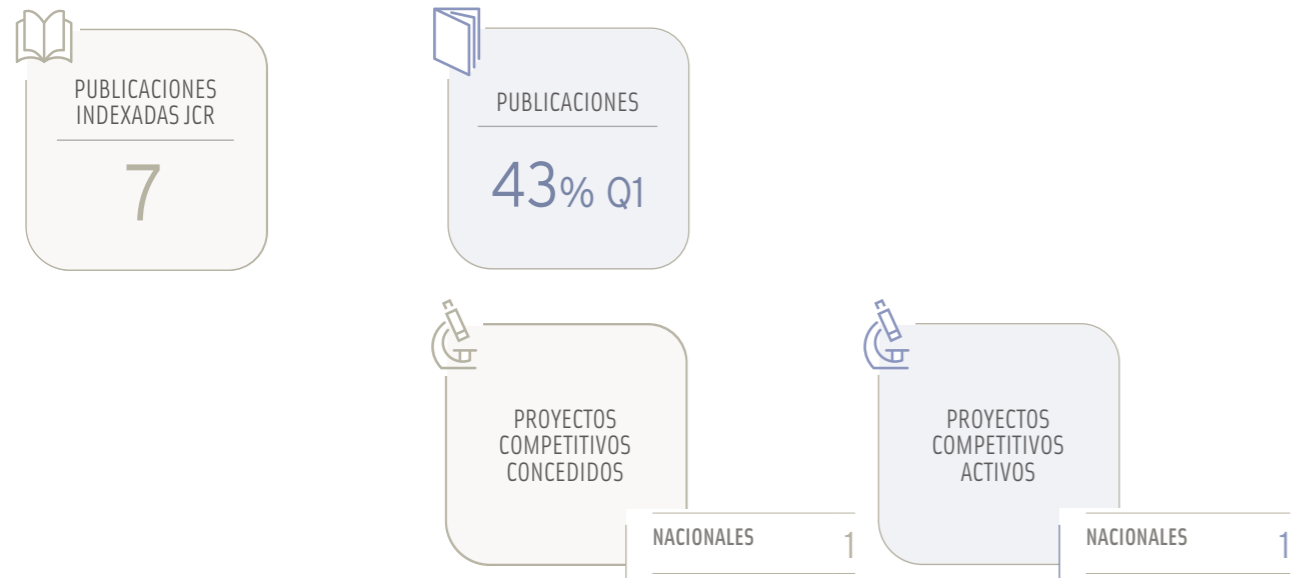 PUBLICACIONES
INDEXADAS JCR
7
PUBLICACIONES
43% Q1
PROYECTOS
COMPETITIVOS
CONCEDIDOS
NACIONALES 1
PROYECTOS
COMPETITIVOS
ACTIVOS
NACIONALES 1